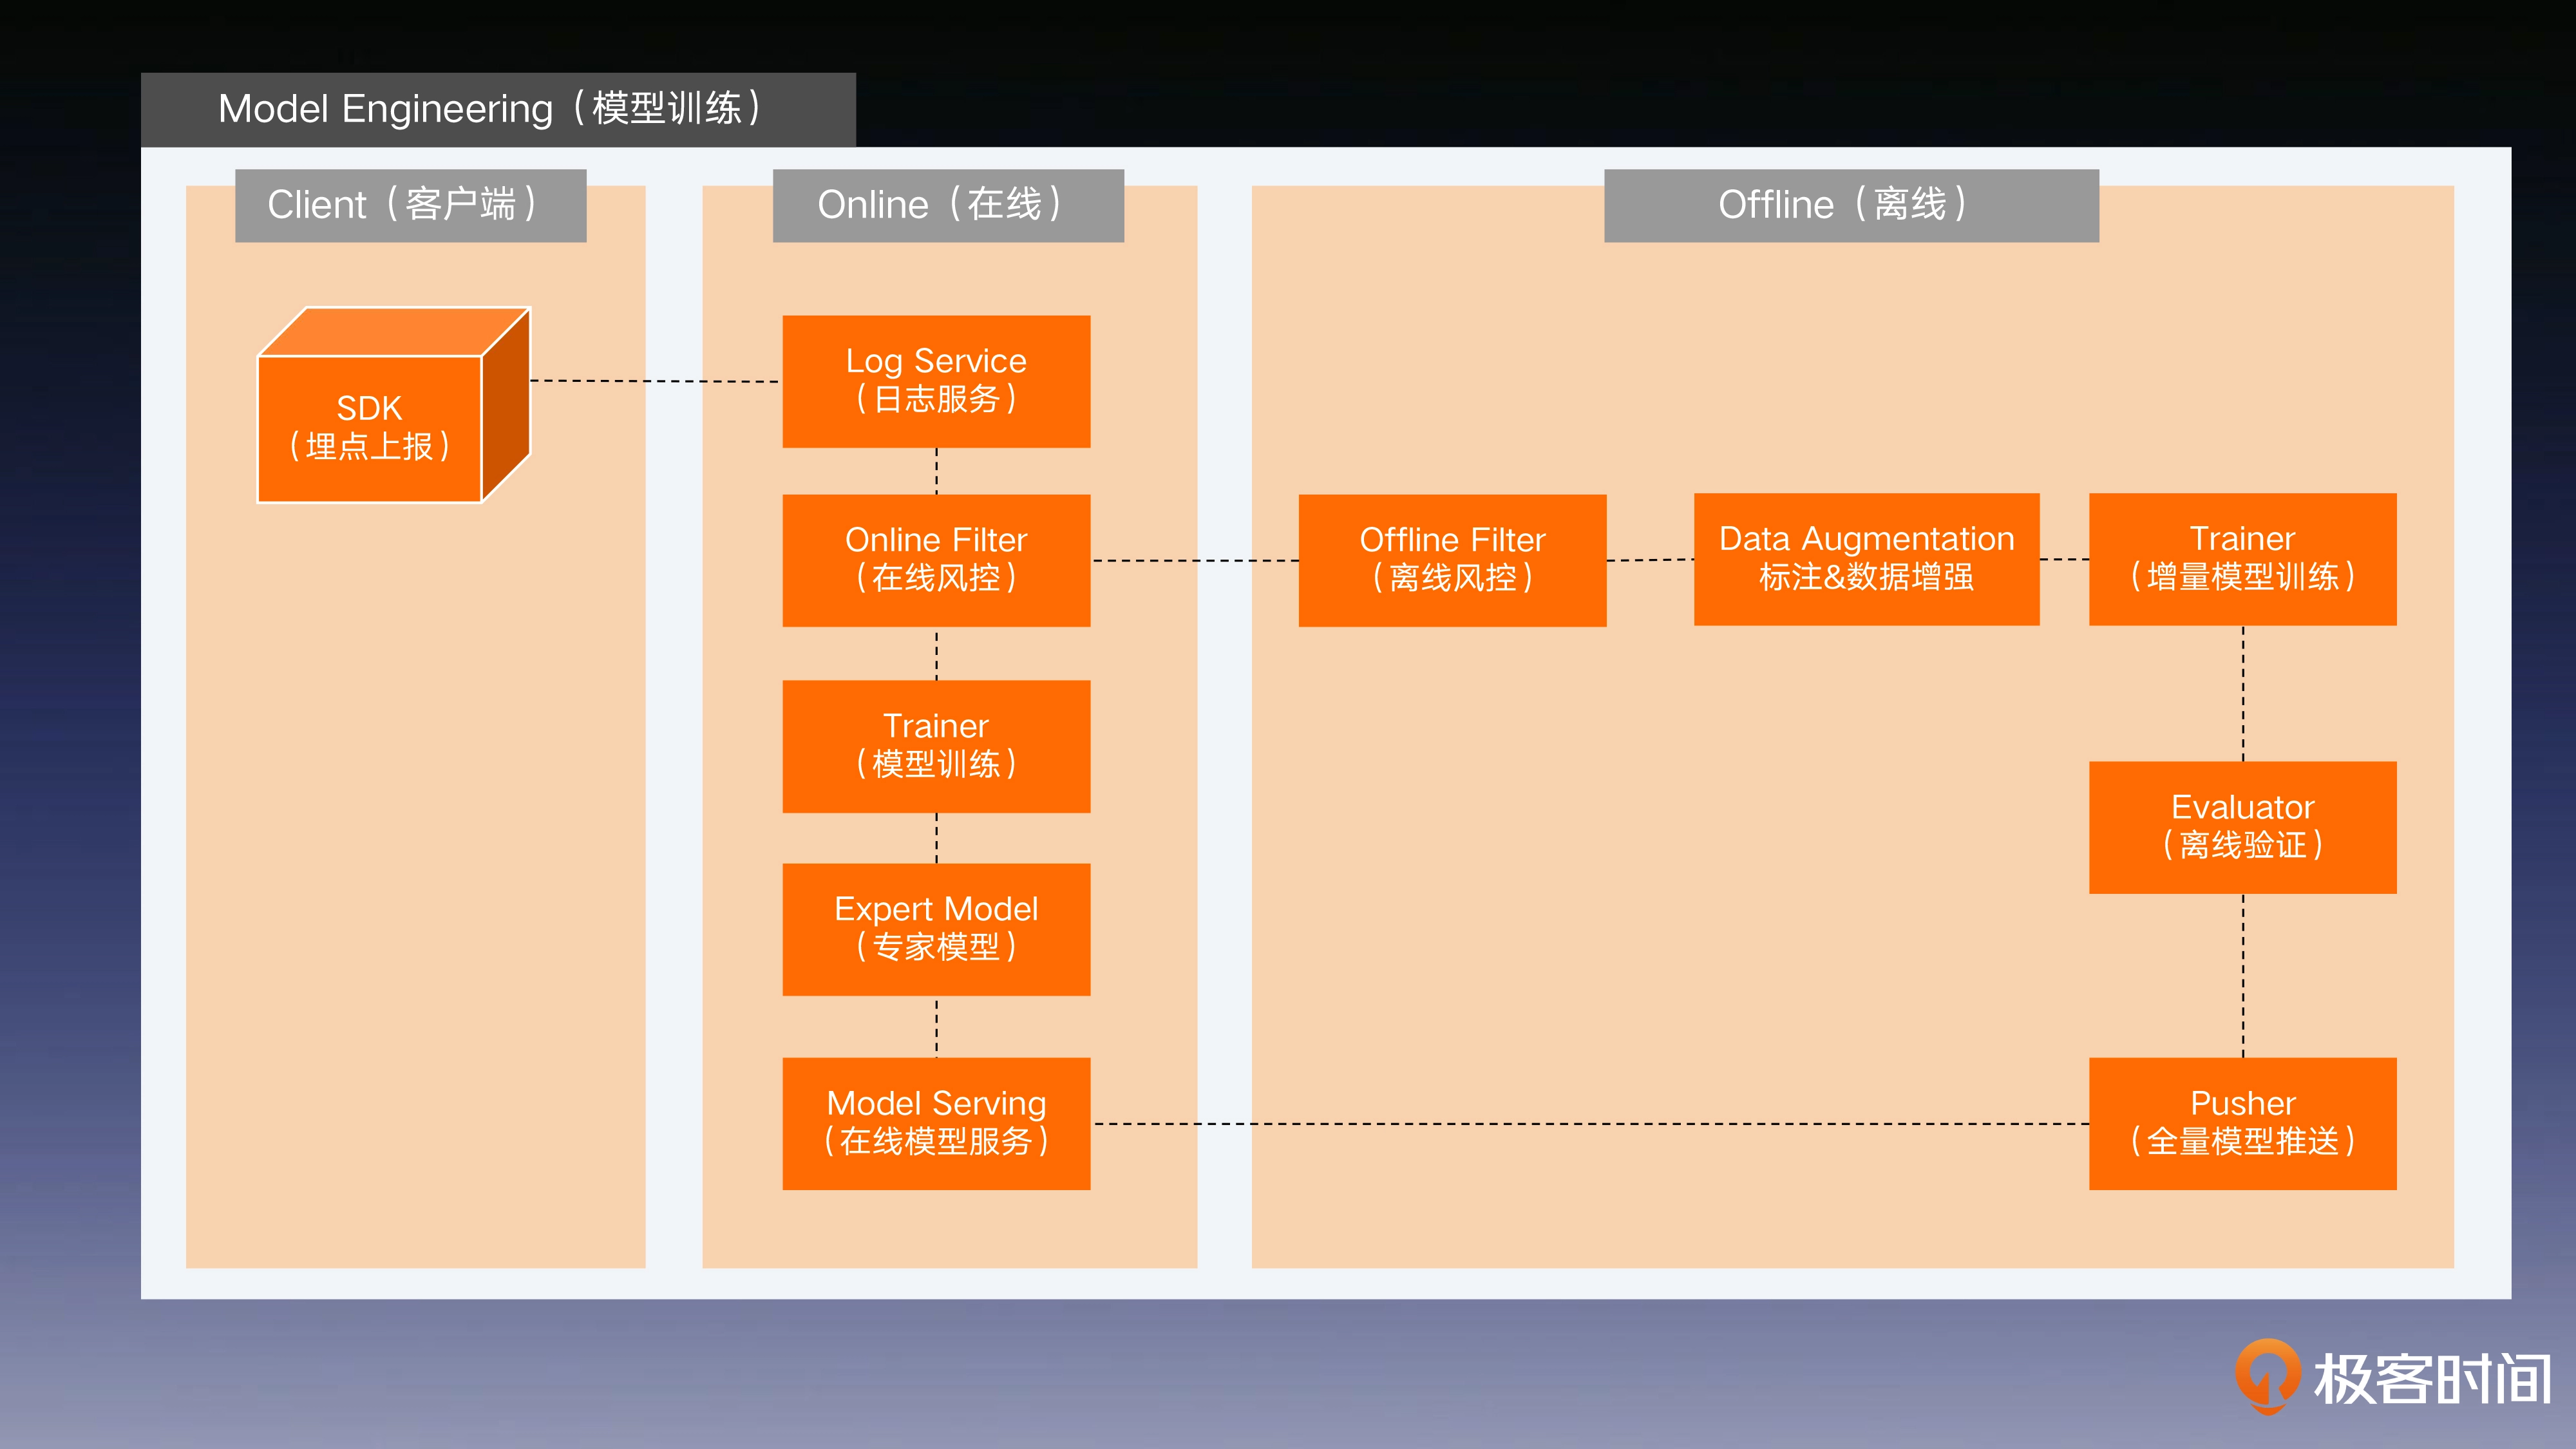 Model Engineering（模型训练）
Client（客户端）
Online（在线）
Offline（离线）
SDK
（埋点上报）
Log Service
（日志服务）
Online Filter
（在线风控）
Offline Filter
（离线风控）
Data Augmentation
标注&数据增强
Trainer
（增量模型训练）
Trainer
（模型训练）
Evaluator
（离线验证）
Expert Model
（专家模型）
Model Serving
（在线模型服务）
Pusher
（全量模型推送）
极客时间